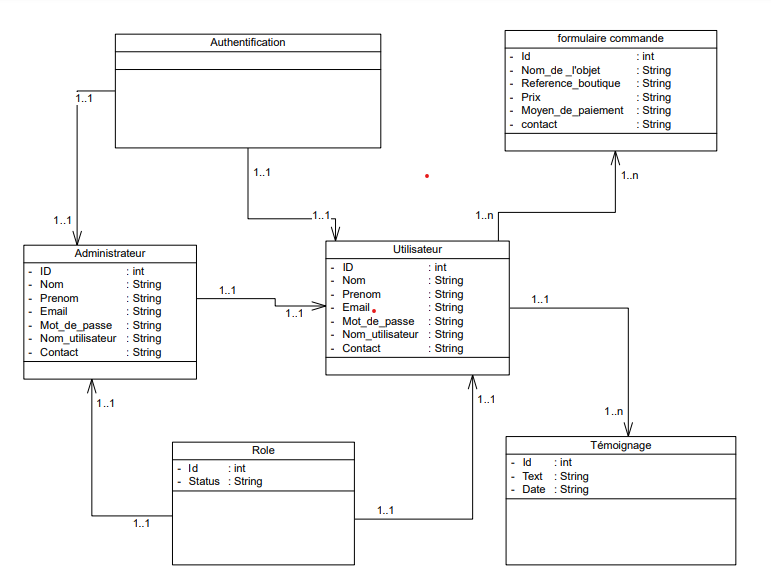 Authentification
1..1
1..1
1..1
1..1
formulaire commande
- Id : int
- Nom_de _l'objet : String
- Reference_boutique : String
- Prix : String
- Moyen_de_paiement : String
- contact : String
1..n
1..n
Administrateur
- ID : int
- Nom : String
- Prenom : String
- Email : String
- Mot_de_passe : String
- Nom_utilisateur : String
- Contact : String
1..1
1..1
Utilisateur
- ID : int
- Nom : String
- Prenom : String
- Email : String
- Mot_de_passe : String
- Nom_utilisateur : String
- Contact : String
1..1
1..n
1..1
1..1
Role
- Id : int
- Status : String
1..1
1..1
Témoignage
- Id : int
- Text : String
- Date : String